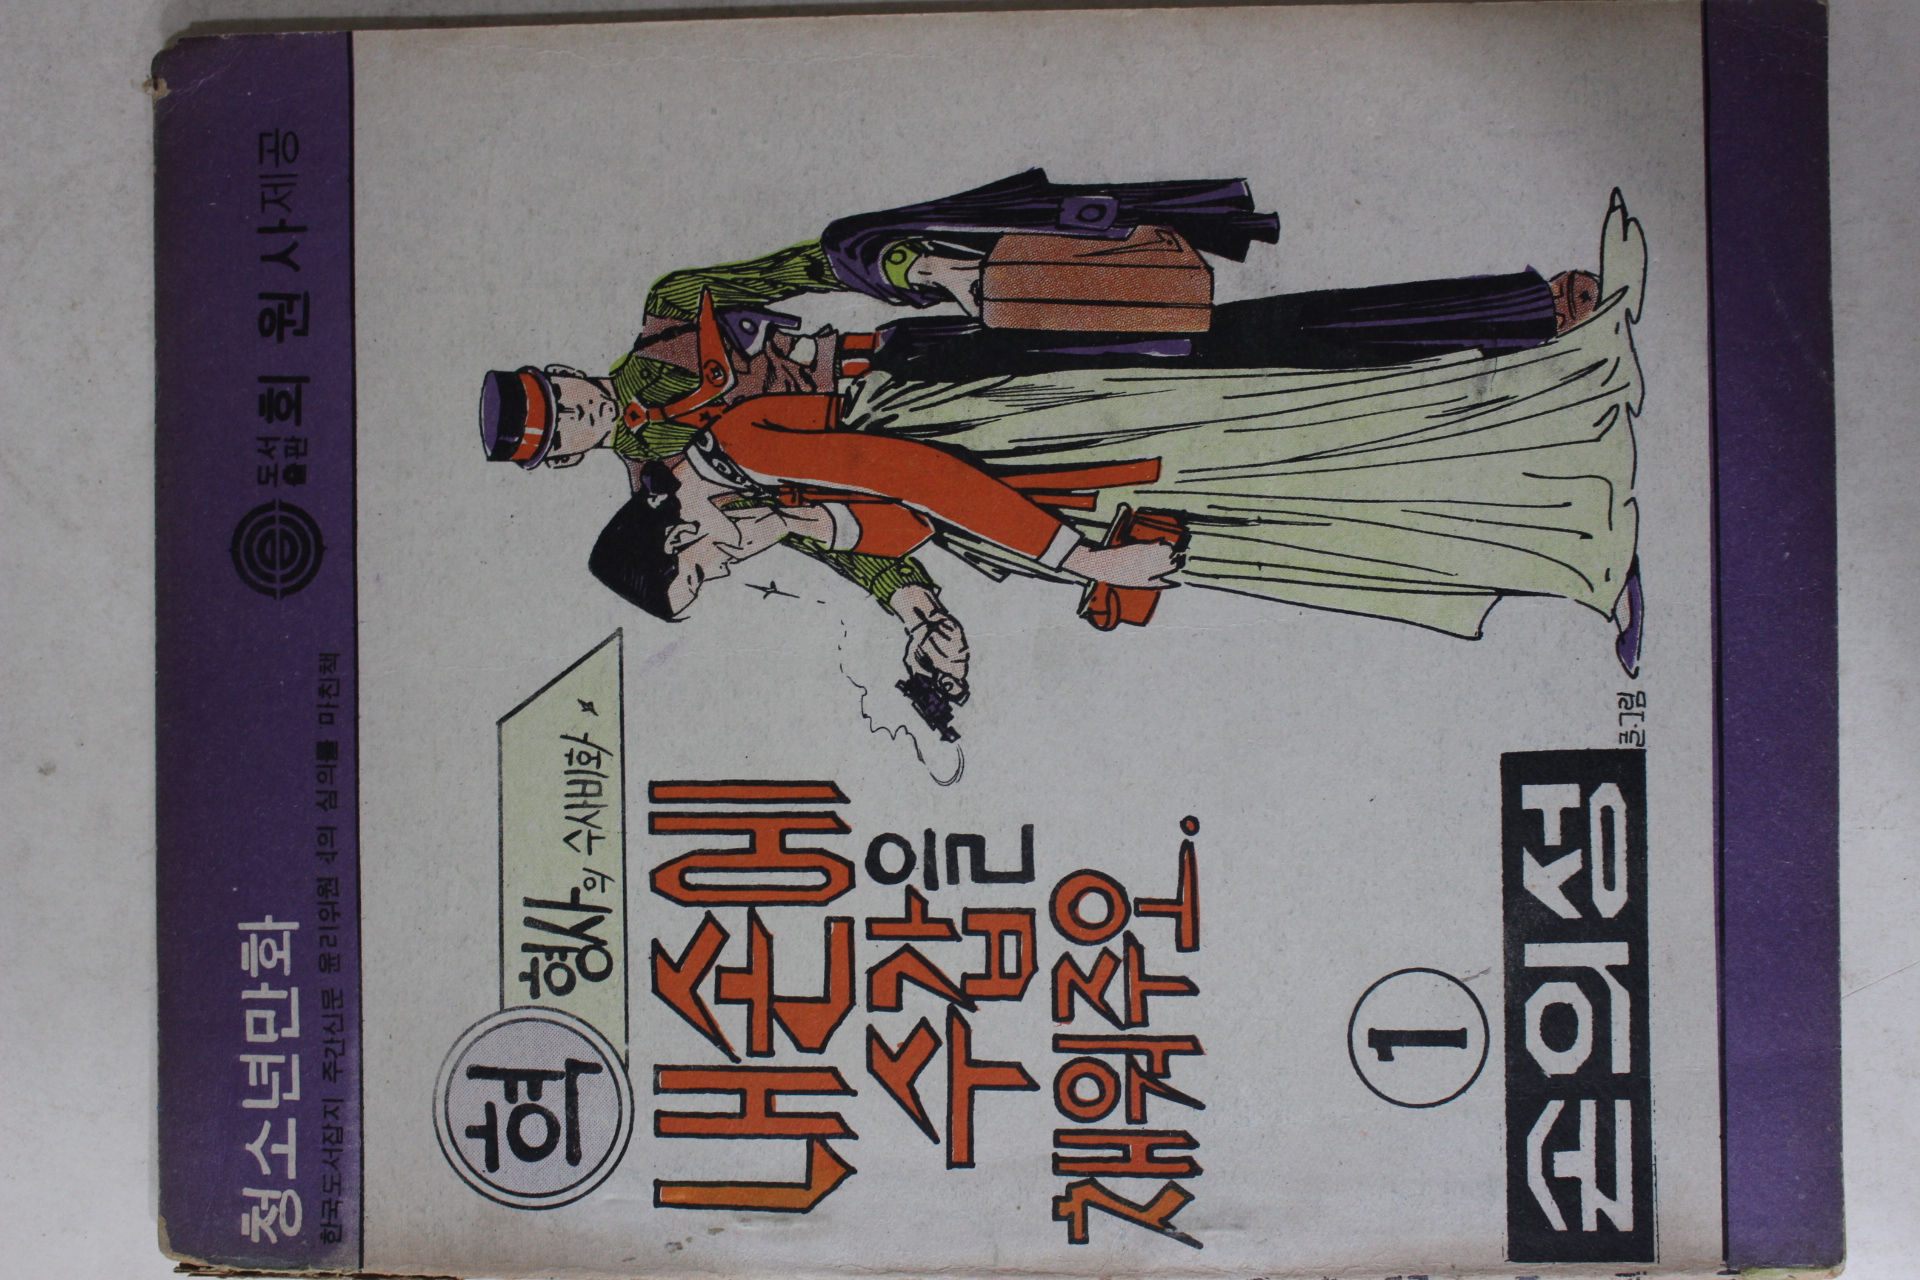 청소년만화
도서출판 회원사 제공
한국도서잡지 주간신문 윤리위원회의 심의를 마친책
혁 형사의 수사비화
내손에
수갑을
채워주오.
1
손의성
글·그림